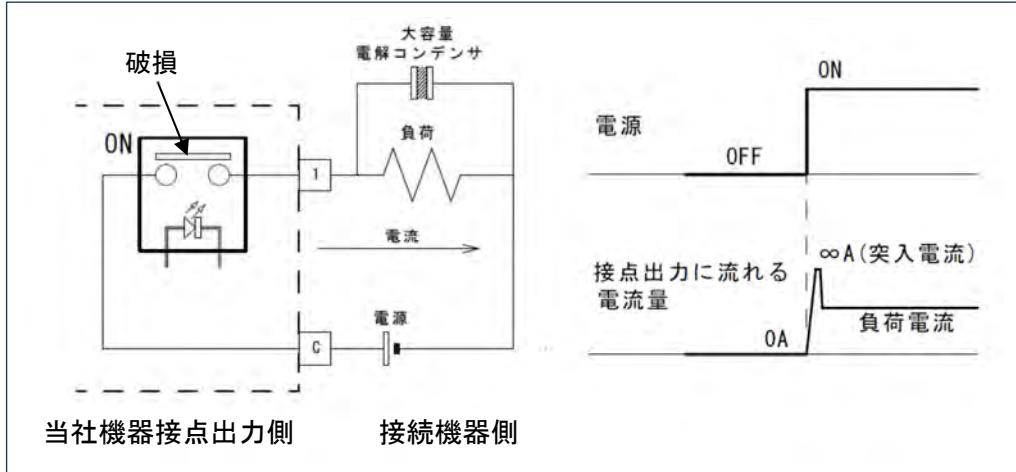 破損
大容量
電解コンデンサ
ON
負荷
1
電流
電源
C
当社機器接点出力側
接続機器側
電源
OFF
ON
接点出力に流れる
電流量
0A
∞A(突入電流)
負荷電流